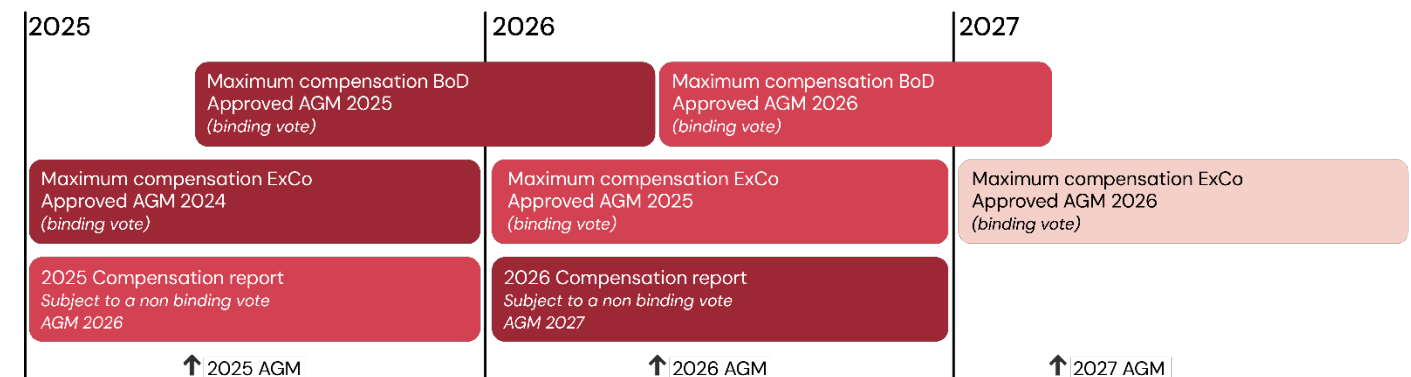 2025
2026
2027
Maximum compensation BoD
Approved AGM 2025
(binding vote)
Maximum compensation BoD
Approved AGM 2026
(binding vote)
Maximum compensation ExCo
Approved AGM 2024
(binding vote)
Maximum compensation ExCo
Approved AGM 2025
(binding vote)
Maximum compensation ExCo
Approved AGM 2026
(binding vote)
2025 Compensation report
Subject to a non binding vote
AGM 2026
2026 Compensation report
Subject to a non binding vote
AGM 2027
2025 AGM
2026 AGM
2027 AGM